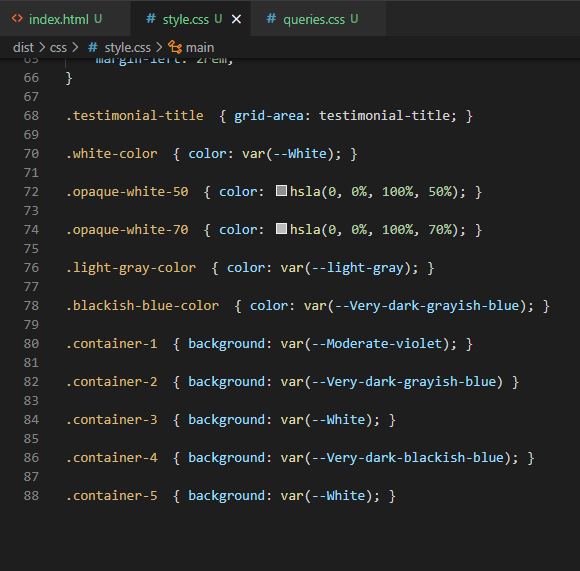 <> index.html U # style.css U × # queries.css U
dist > css > # style.css > main
65 margin-left: 2rem;
66 }
67
68 .testimonial-title { grid-area: testimonial-title; }
69
70 .white-color { color: var(--White); }
71
72 .opaque-white-50 { color: hsla(0, 0%, 100%, 50%); }
73
74 .opaque-white-70 { color: hsla(0, 0%, 100%, 70%); }
75
76 .light-gray-color { color: var(--light-gray); }
77
78 .blackish-blue-color { color: var(--Very-dark-grayish-blue); }
79
80 .container-1 { background: var(--Moderate-violet); }
81
82 .container-2 { background: var(--Very-dark-grayish-blue) }
83
84 .container-3 { background: var(--White); }
85
86 .container-4 { background: var(--Very-dark-blackish-blue); }
87
88 .container-5 { background: var(--White); }